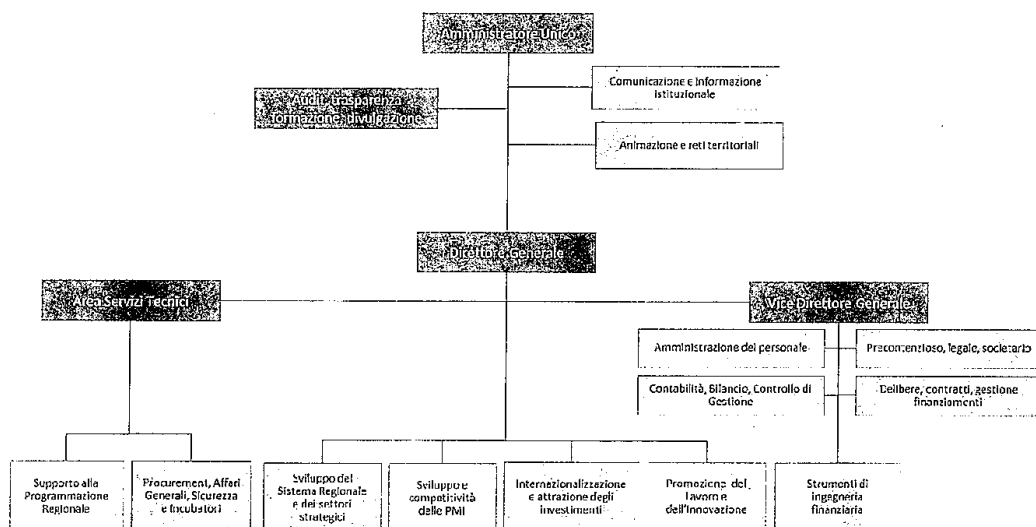 Amministratore Unico
Comunicazione e Informazione
Istituzionale
Audit, trasparenza
formazione, divulgazione
Animazione e reti territoriali
Direttore Generale
Area Servizi Tecnici
Vice Direttore Generale
Amministrazione del personale
Precontenzioso, legale, societario
Contabilità, Bilancio, Controllo di
Gestione
Delibere, contratti, gestione
finanziamenti
Supporto alla
Programmazione
Regionale
Procurement, Affari
Generali, Sicurezza
e Incubatori
Sviluppo del
Sistema Regionale
e dei settori
strategici
Sviluppo e
competitività
delle PMI
Internazionalizzazione
e attrazione degli
investimenti
Promozione del
lavoro e
dell'Innovazione
Strumenti di
ingegneria
finanziaria